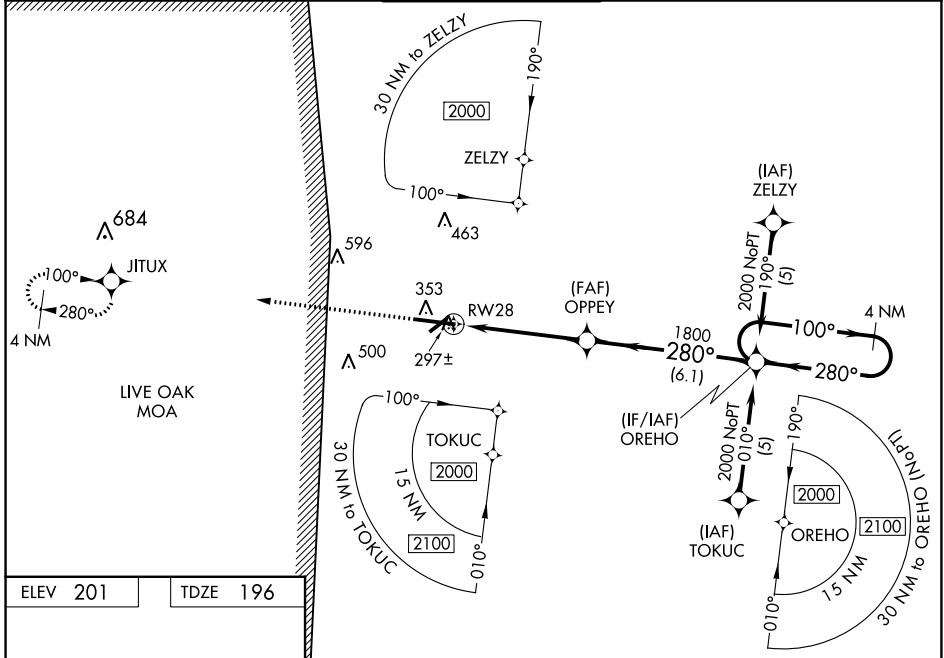 30 NM to ZELZY
190°
2000
ZELZY
100°
463
(IAF)
ZELZY
2000 NoPT
190°
(5)
684
JITUX
100°
280°
4 NM
596
353
RW28
297±
500
(FAF)
OPPEY
1800
280°
(6.1)
100°
4 NM
280°
(IF/IAF)
OREHO
2000 NoPT
010°
(5)
(IAF)
TOKUC
LIVE OAK
MOA
100°
TOKUC
2000
15 NM
2100
30 NM to TOKUC
010°
190°
2000
OREHO
2100
15 NM
30 NM to OREHO (NoPT)
010°
ELEV 201
TDZE 196